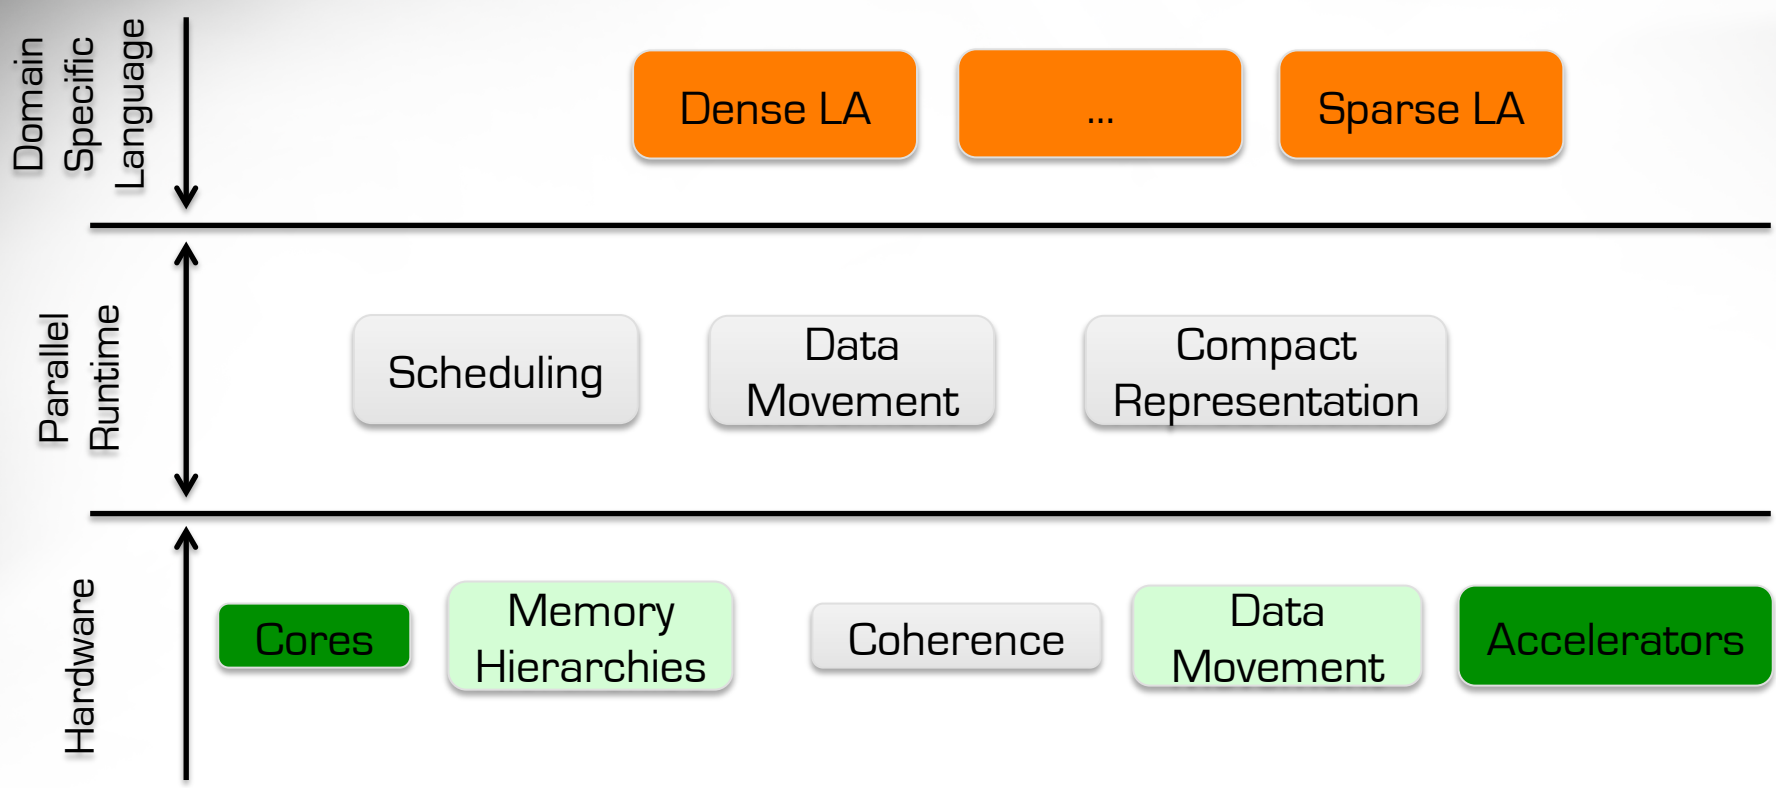 Domain
Specific
Language
Dense LA
...
Sparse LA
Parallel
Runtime
Scheduling
Data
Movement
Compact
Representation
Hardware
Cores
Memory
Hierarchies
Coherence
Data
Movement
Accelerators